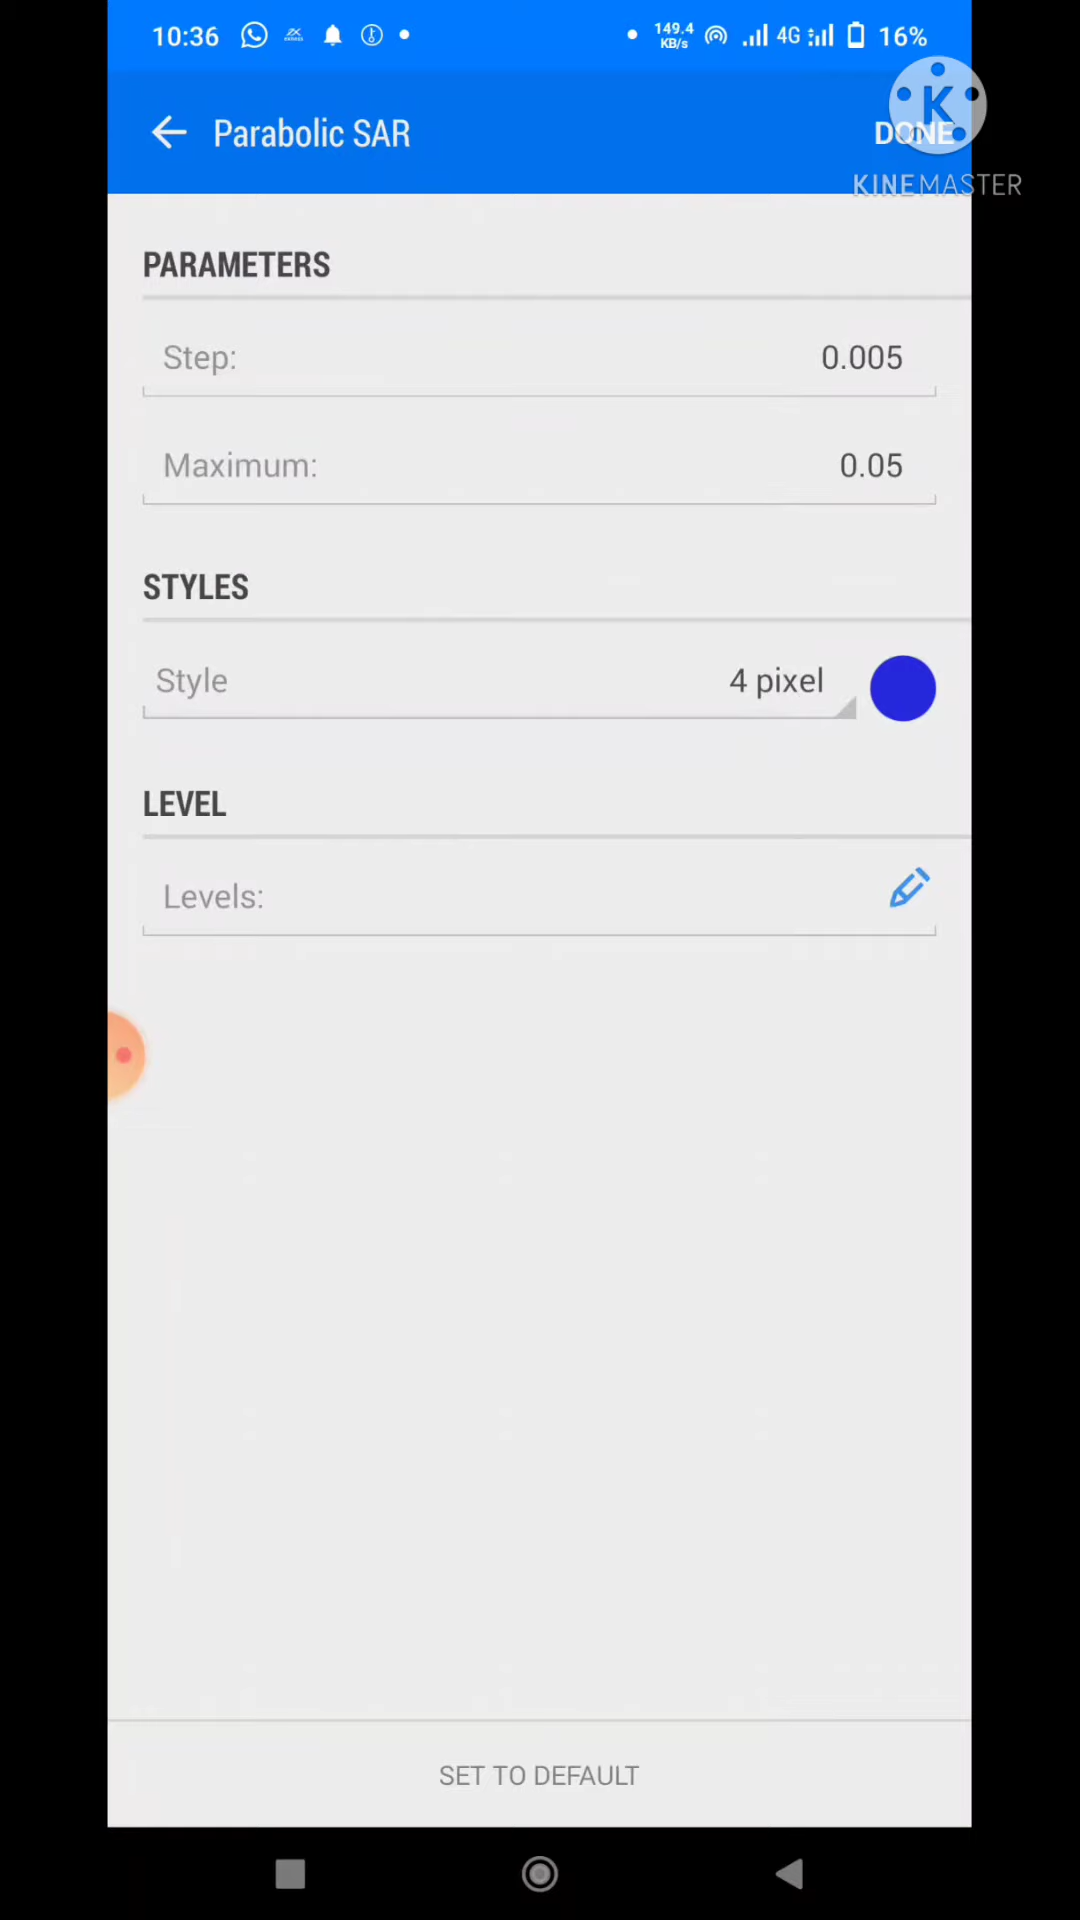 10:36 149.4 KB/s 4G 16%
Parabolic SAR DONE
K
KINEMASTER
PARAMETERS
Step: 0.005
Maximum: 0.05
STYLES
Style 4 pixel
LEVEL
Levels:
SET TO DEFAULT